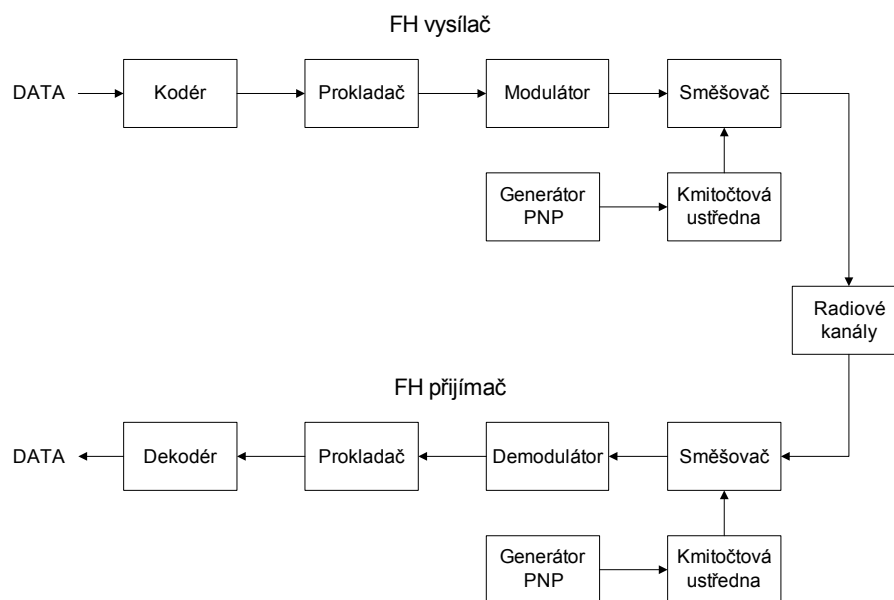 FH vysílač
DATA
Kodér
Prokladač
Modulátor
Směšovač
Generátor
PNP
Kmitočtová
ustředna
Radiové
kanály
FH přijímač
DATA
Dekodér
Prokladač
Demodulátor
Směšovač
Generátor
PNP
Kmitočtová
ustředna